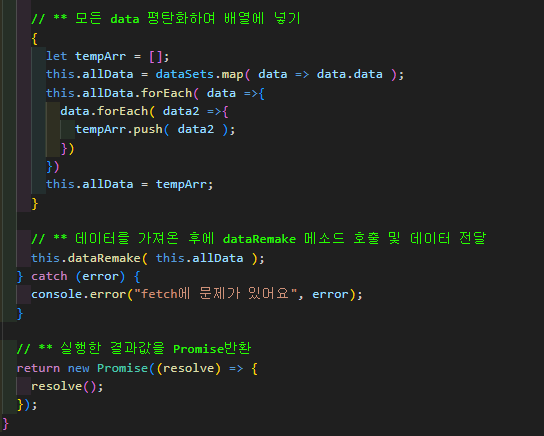 // ** 모든 data 평탄화하여 배열에 넣기
{
let tempArr = [];
this.allData = dataSets.map( data => data.data );
this.allData.forEach( data =>{
data.forEach( data2 =>{
tempArr.push( data2 );
})
})
this.allData = tempArr;
}
// ** 데이터를 가져온 후에 dataRemake 메소드 호출 및 데이터 전달
this.dataRemake( this.allData );
} catch (error) {
console.error("fetch에 문제가 있어요", error);
}
// ** 실행한 결과값을 Promise반환
return new Promise((resolve) => {
resolve();
});
}